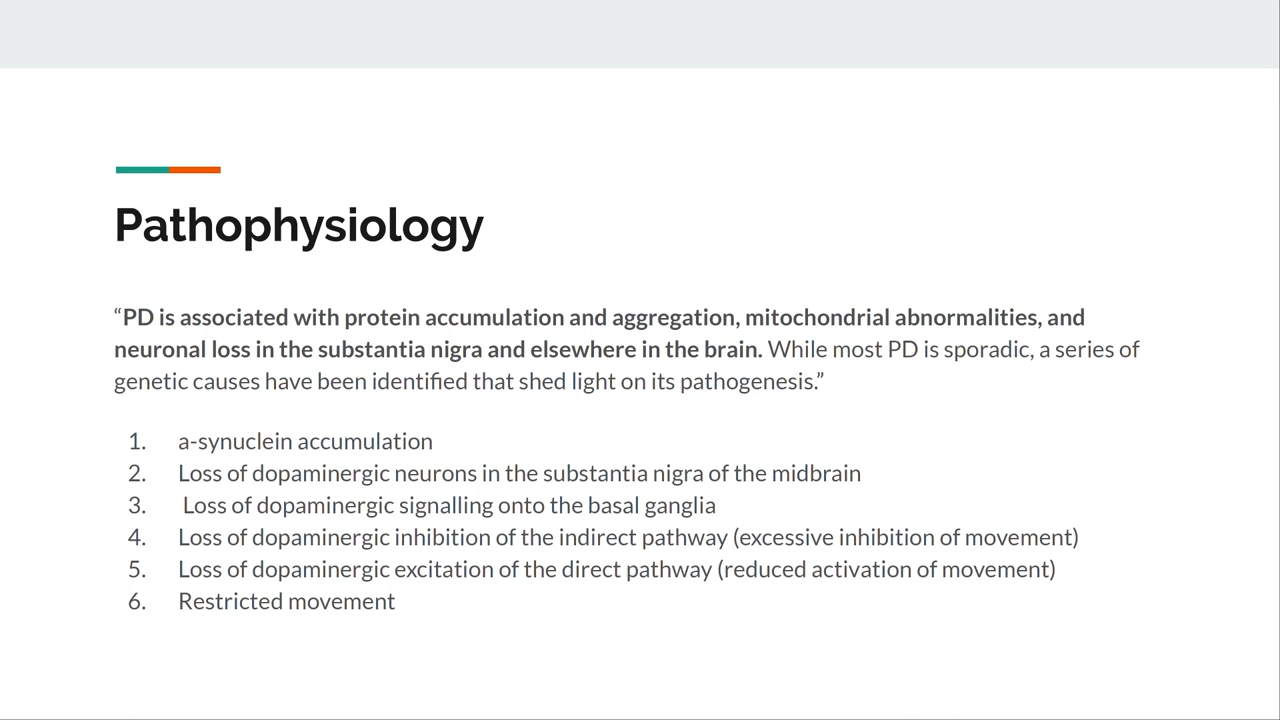 Pathophysiology
“PD is associated with protein accumulation and aggregation, mitochondrial abnormalities, and
neuronal loss in the substantia nigra and elsewhere in the brain. While most PD is sporadic, a series of
genetic causes have been identified that shed light on its pathogenesis.”
1. a-synuclein accumulation
2. Loss of dopaminergic neurons in the substantia nigra of the midbrain
3. Loss of dopaminergic signalling onto the basal ganglia
4. Loss of dopaminergic inhibition of the indirect pathway (excessive inhibition of movement)
5. Loss of dopaminergic excitation of the direct pathway (reduced activation of movement)
6. Restricted movement